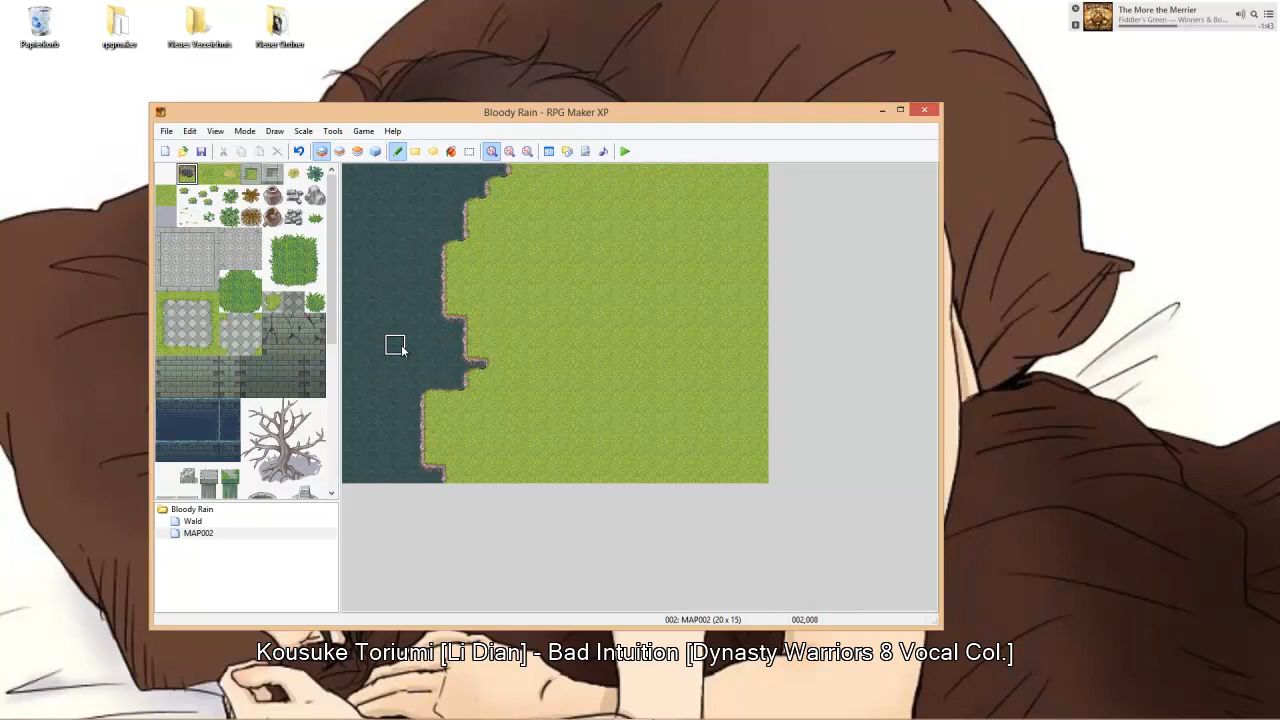 Papierkorb
rpgmaker
Neues Verzeichnis
Neuer Ordner
The More the Merrier
Fiddler's Green — Winners & Bo...
-1:43
Bloody Rain - RPG Maker XP
File Edit View Mode Draw Scale Tools Game Help
Bloody Rain
Wald
MAP002
002: MAP002 (20 x 15) 002,008
Kousuke Toriumi [Li Dian] - Bad Intuition [Dynasty Warriors 8 Vocal Col.]